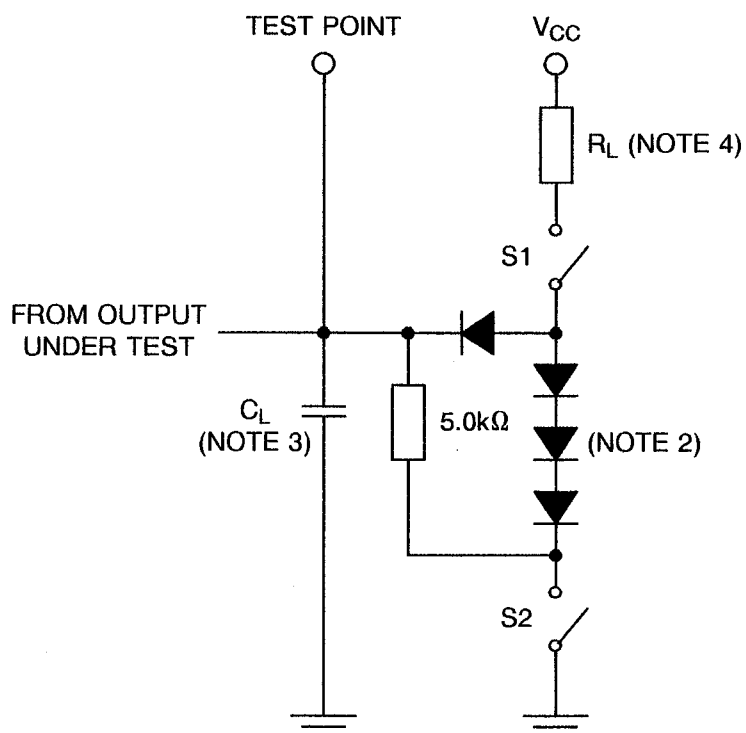 TEST POINT
VCC
RL (NOTE 4)
S1
FROM OUTPUT
UNDER TEST
CL
(NOTE 3)
5.0kΩ
(NOTE 2)
S2